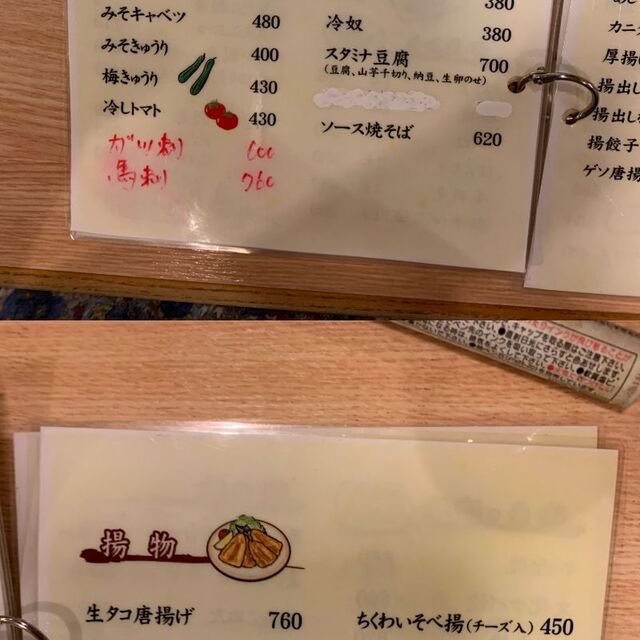 みそキャベツ 480
みそきゅうり 400
梅きゅうり 430
冷しトマト 430
ガツ刺 600
馬刺 760
380
冷奴 380
スタミナ豆腐 700
(豆腐、山芋千切り、納豆、生卵のせ)
ソース焼そば 620
カニ
厚揚
揚出し
揚出し
揚餃子
ゲソ唐揚
揚物
生タコ唐揚げ 760
ちくわいそべ揚(チーズ入) 450